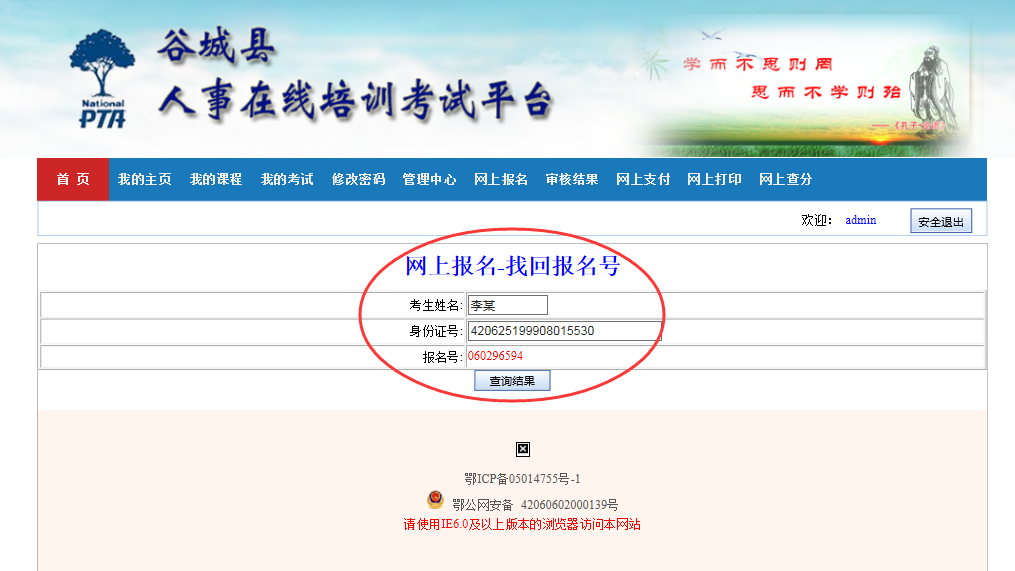 谷城县
人事在线培训考试平台
National
PTA
学而不思则罔
思而不学则殆
首 页 我的主页 我的课程 我的考试 修改密码 管理中心 网上报名 审核结果 网上支付 网上打印 网上查分
欢迎： admin 安全退出
网上报名-找回报名号
考生姓名: 李某
身份证号: 420625199908015530
报名号: 060296594
查询结果
鄂ICP备05014755号-1
鄂公网安备 42060602000139号
请使用IE6.0及以上版本的浏览器访问本网站